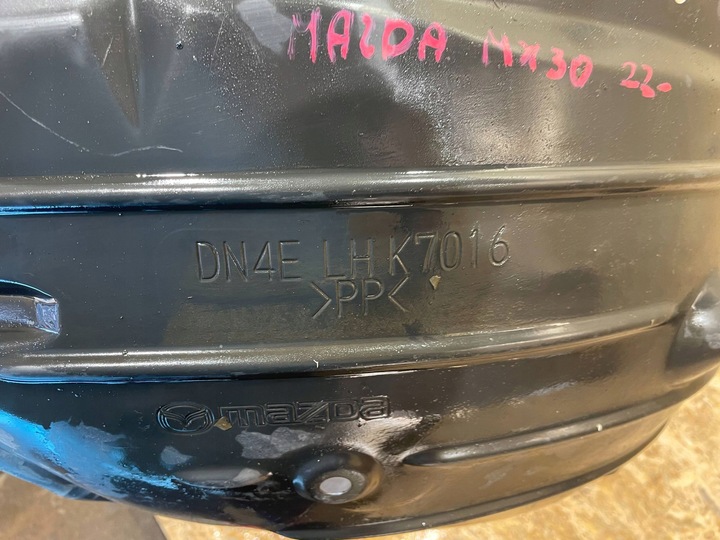 MAZDA MX30 22-
DN4E LH K7016
>PP<
mazda